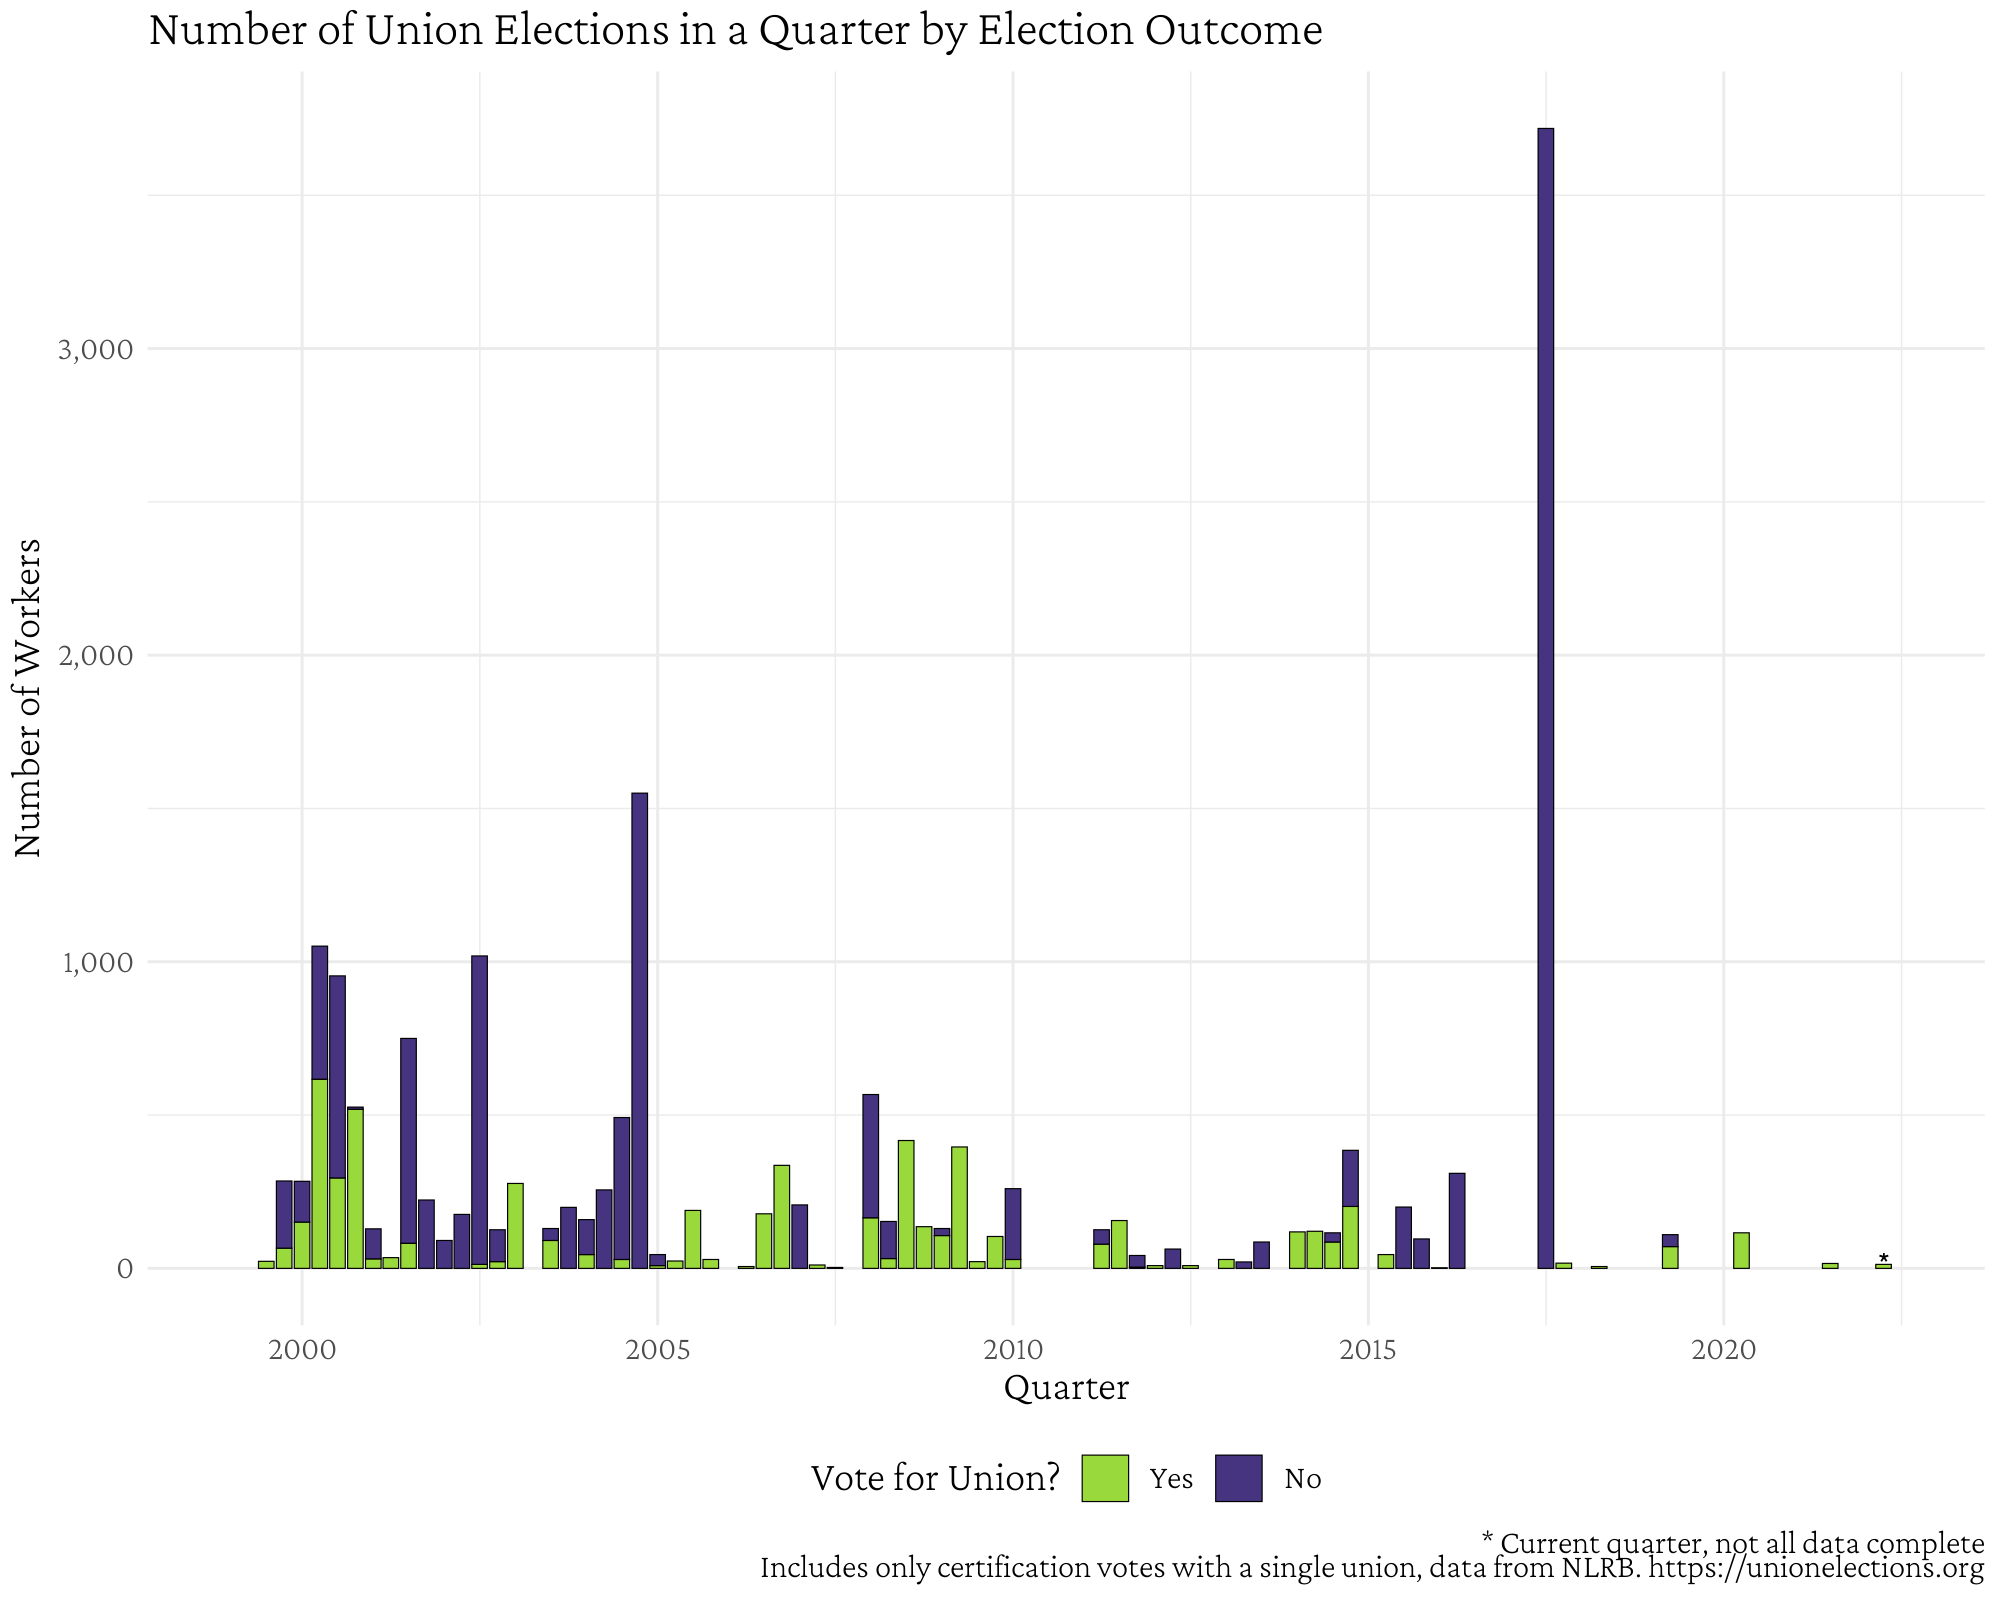 Number of Union Elections in a Quarter by Election Outcome
Number of Workers
3,000
2,000
1,000
0
*
2000 2005 2010 2015 2020
Quarter
Vote for Union? Yes No
* Current quarter, not all data complete
Includes only certification votes with a single union, data from NLRB. https://unionelections.org